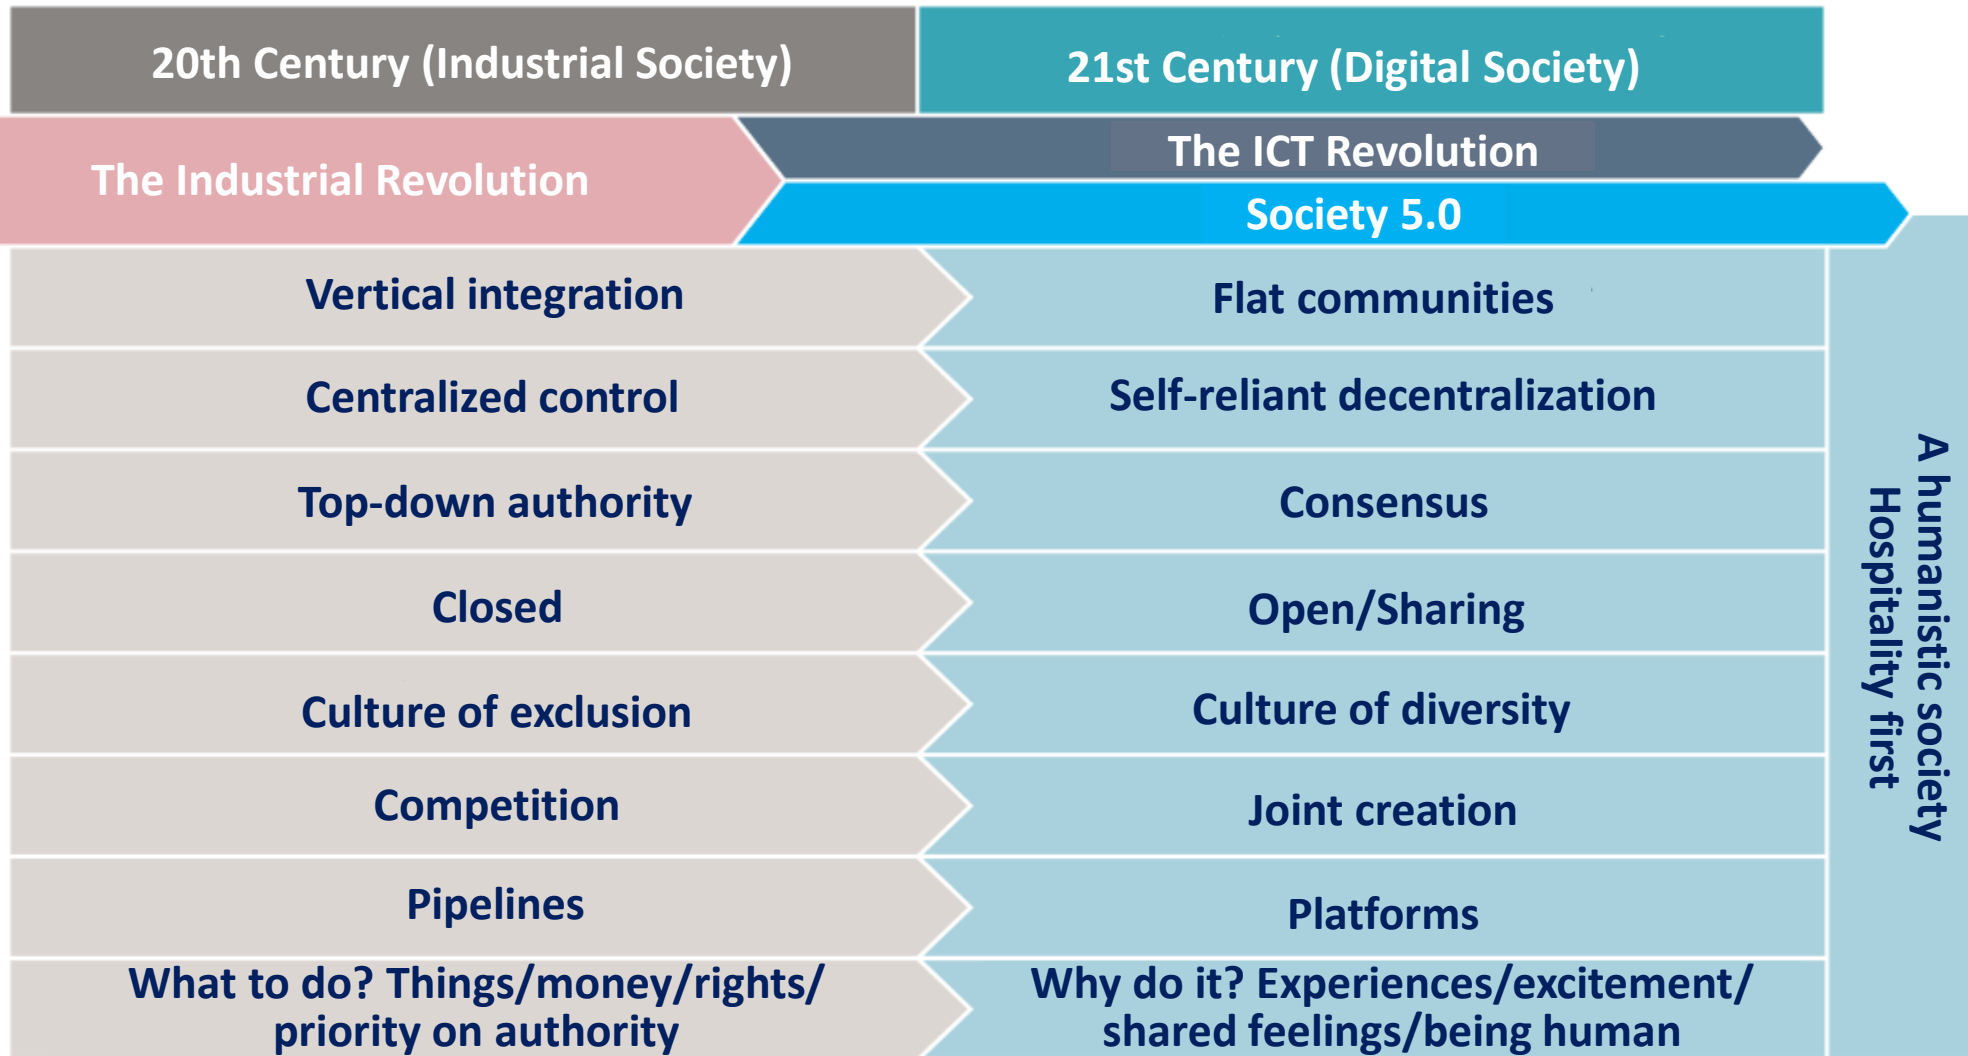 20th Century (Industrial Society)
21st Century (Digital Society)
The Industrial Revolution
The ICT Revolution
Society 5.0
Vertical integration
Flat communities
Centralized control
Self-reliant decentralization
Top-down authority
Consensus
Closed
Open/Sharing
Culture of exclusion
Culture of diversity
Competition
Joint creation
Pipelines
Platforms
What to do? Things/money/rights/
priority on authority
Why do it? Experiences/excitement/
shared feelings/being human
A humanistic society
Hospitality first